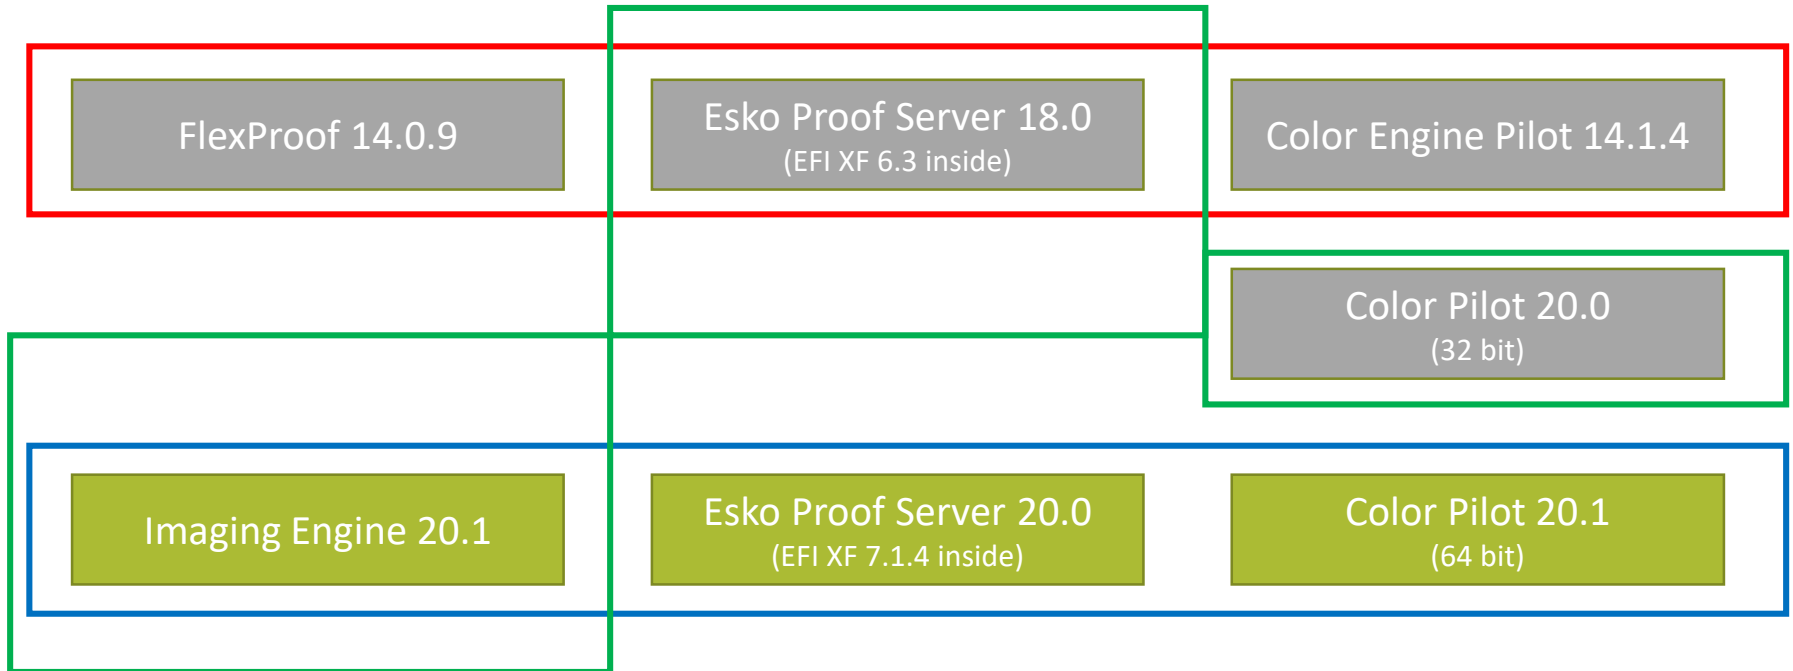 FlexProof 14.0.9
Esko Proof Server 18.0
(EFI XF 6.3 inside)
Color Engine Pilot 14.1.4
Color Pilot 20.0
(32 bit)
Imaging Engine 20.1
Esko Proof Server 20.0
(EFI XF 7.1.4 inside)
Color Pilot 20.1
(64 bit)